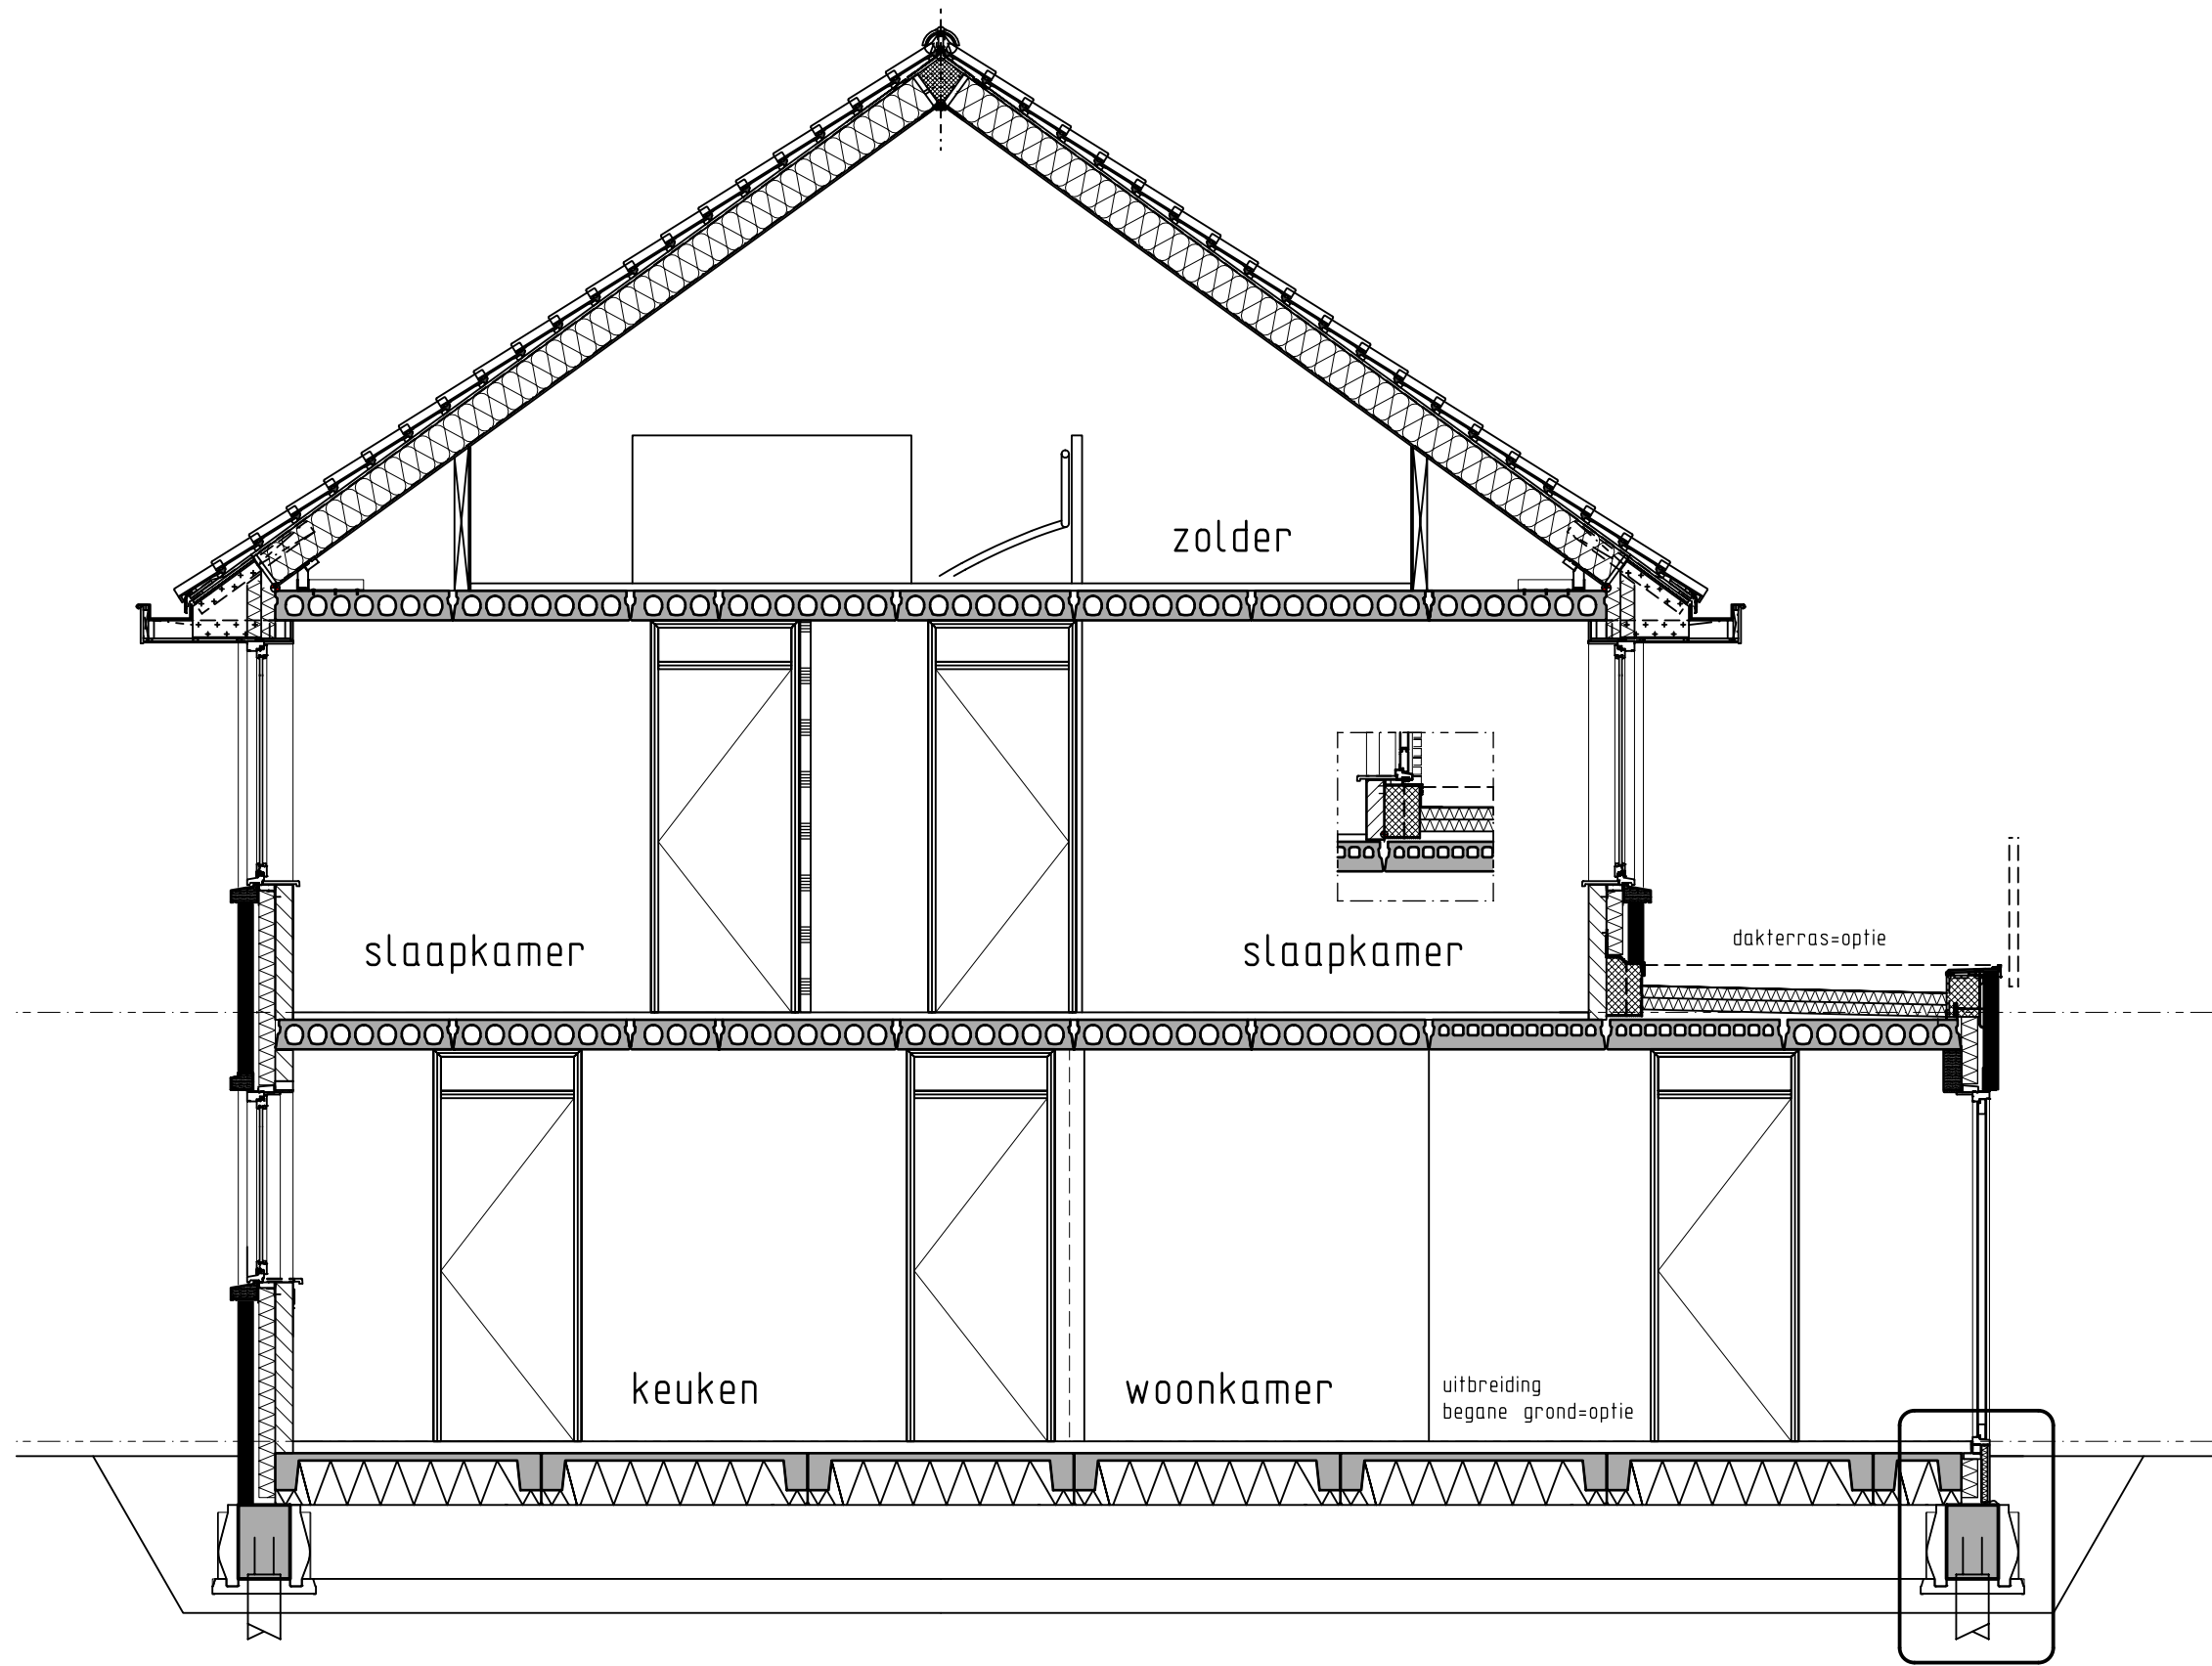 zolder
dakterras=optie
slaapkamer
slaapkamer
keuken
woonkamer
uitbreiding
begane grond=optie